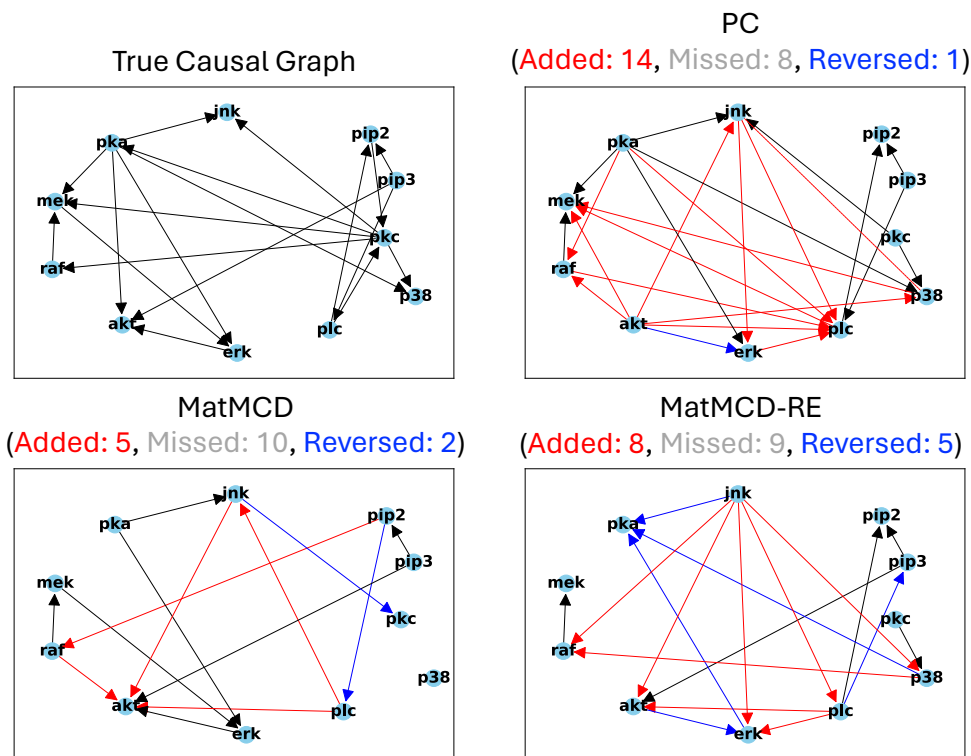 True Causal Graph
jnk
pip2
pka
pip3
mek
pkc
raf
p38
akt
plc
erk
PC
(Added: 14, Missed: 8, Reversed: 1)
jnk
pip2
pka
pip3
mek
pkc
raf
p38
akt
plc
erk
MatMCD
(Added: 5, Missed: 10, Reversed: 2)
jnk
pip2
pka
pip3
mek
pkc
raf
p38
akt
plc
erk
MatMCD-RE
(Added: 8, Missed: 9, Reversed: 5)
jnk
pip2
pka
pip3
mek
pkc
raf
p38
akt
plc
erk